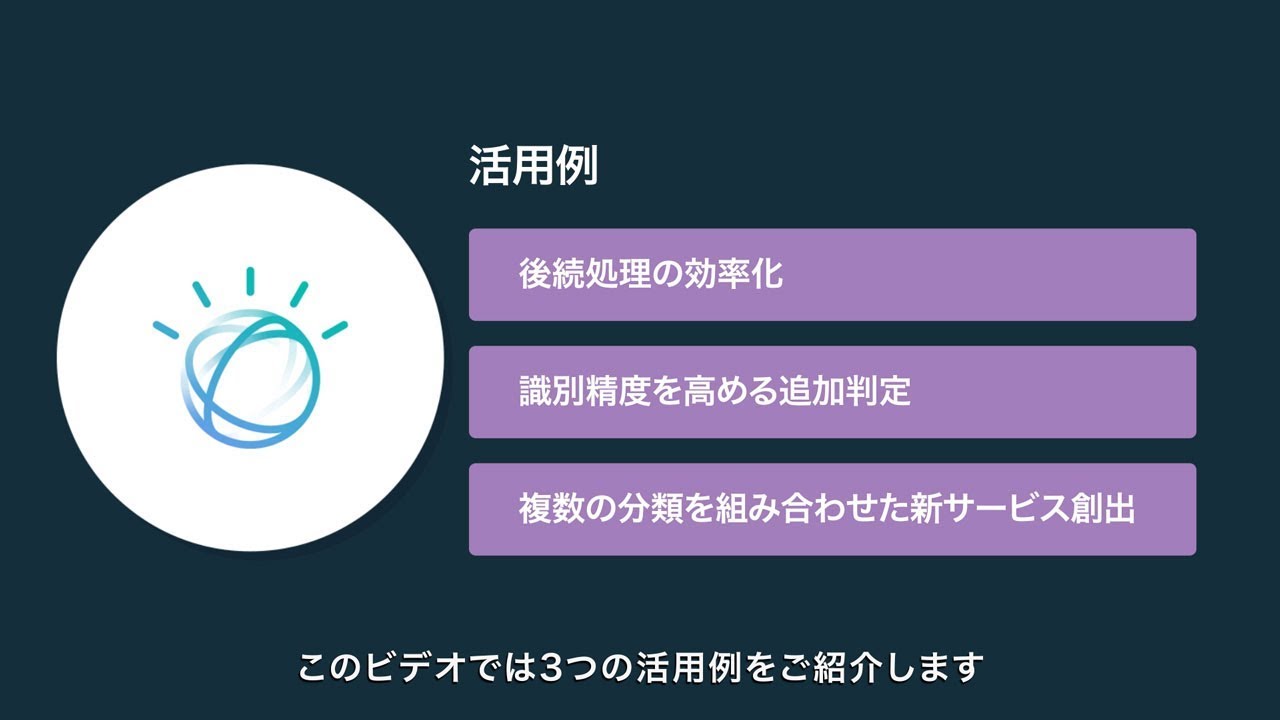 活用例
後続処理の効率化
識別精度を高める追加判定
複数の分類を組み合わせた新サービス創出
このビデオでは3つの活用例をご紹介します